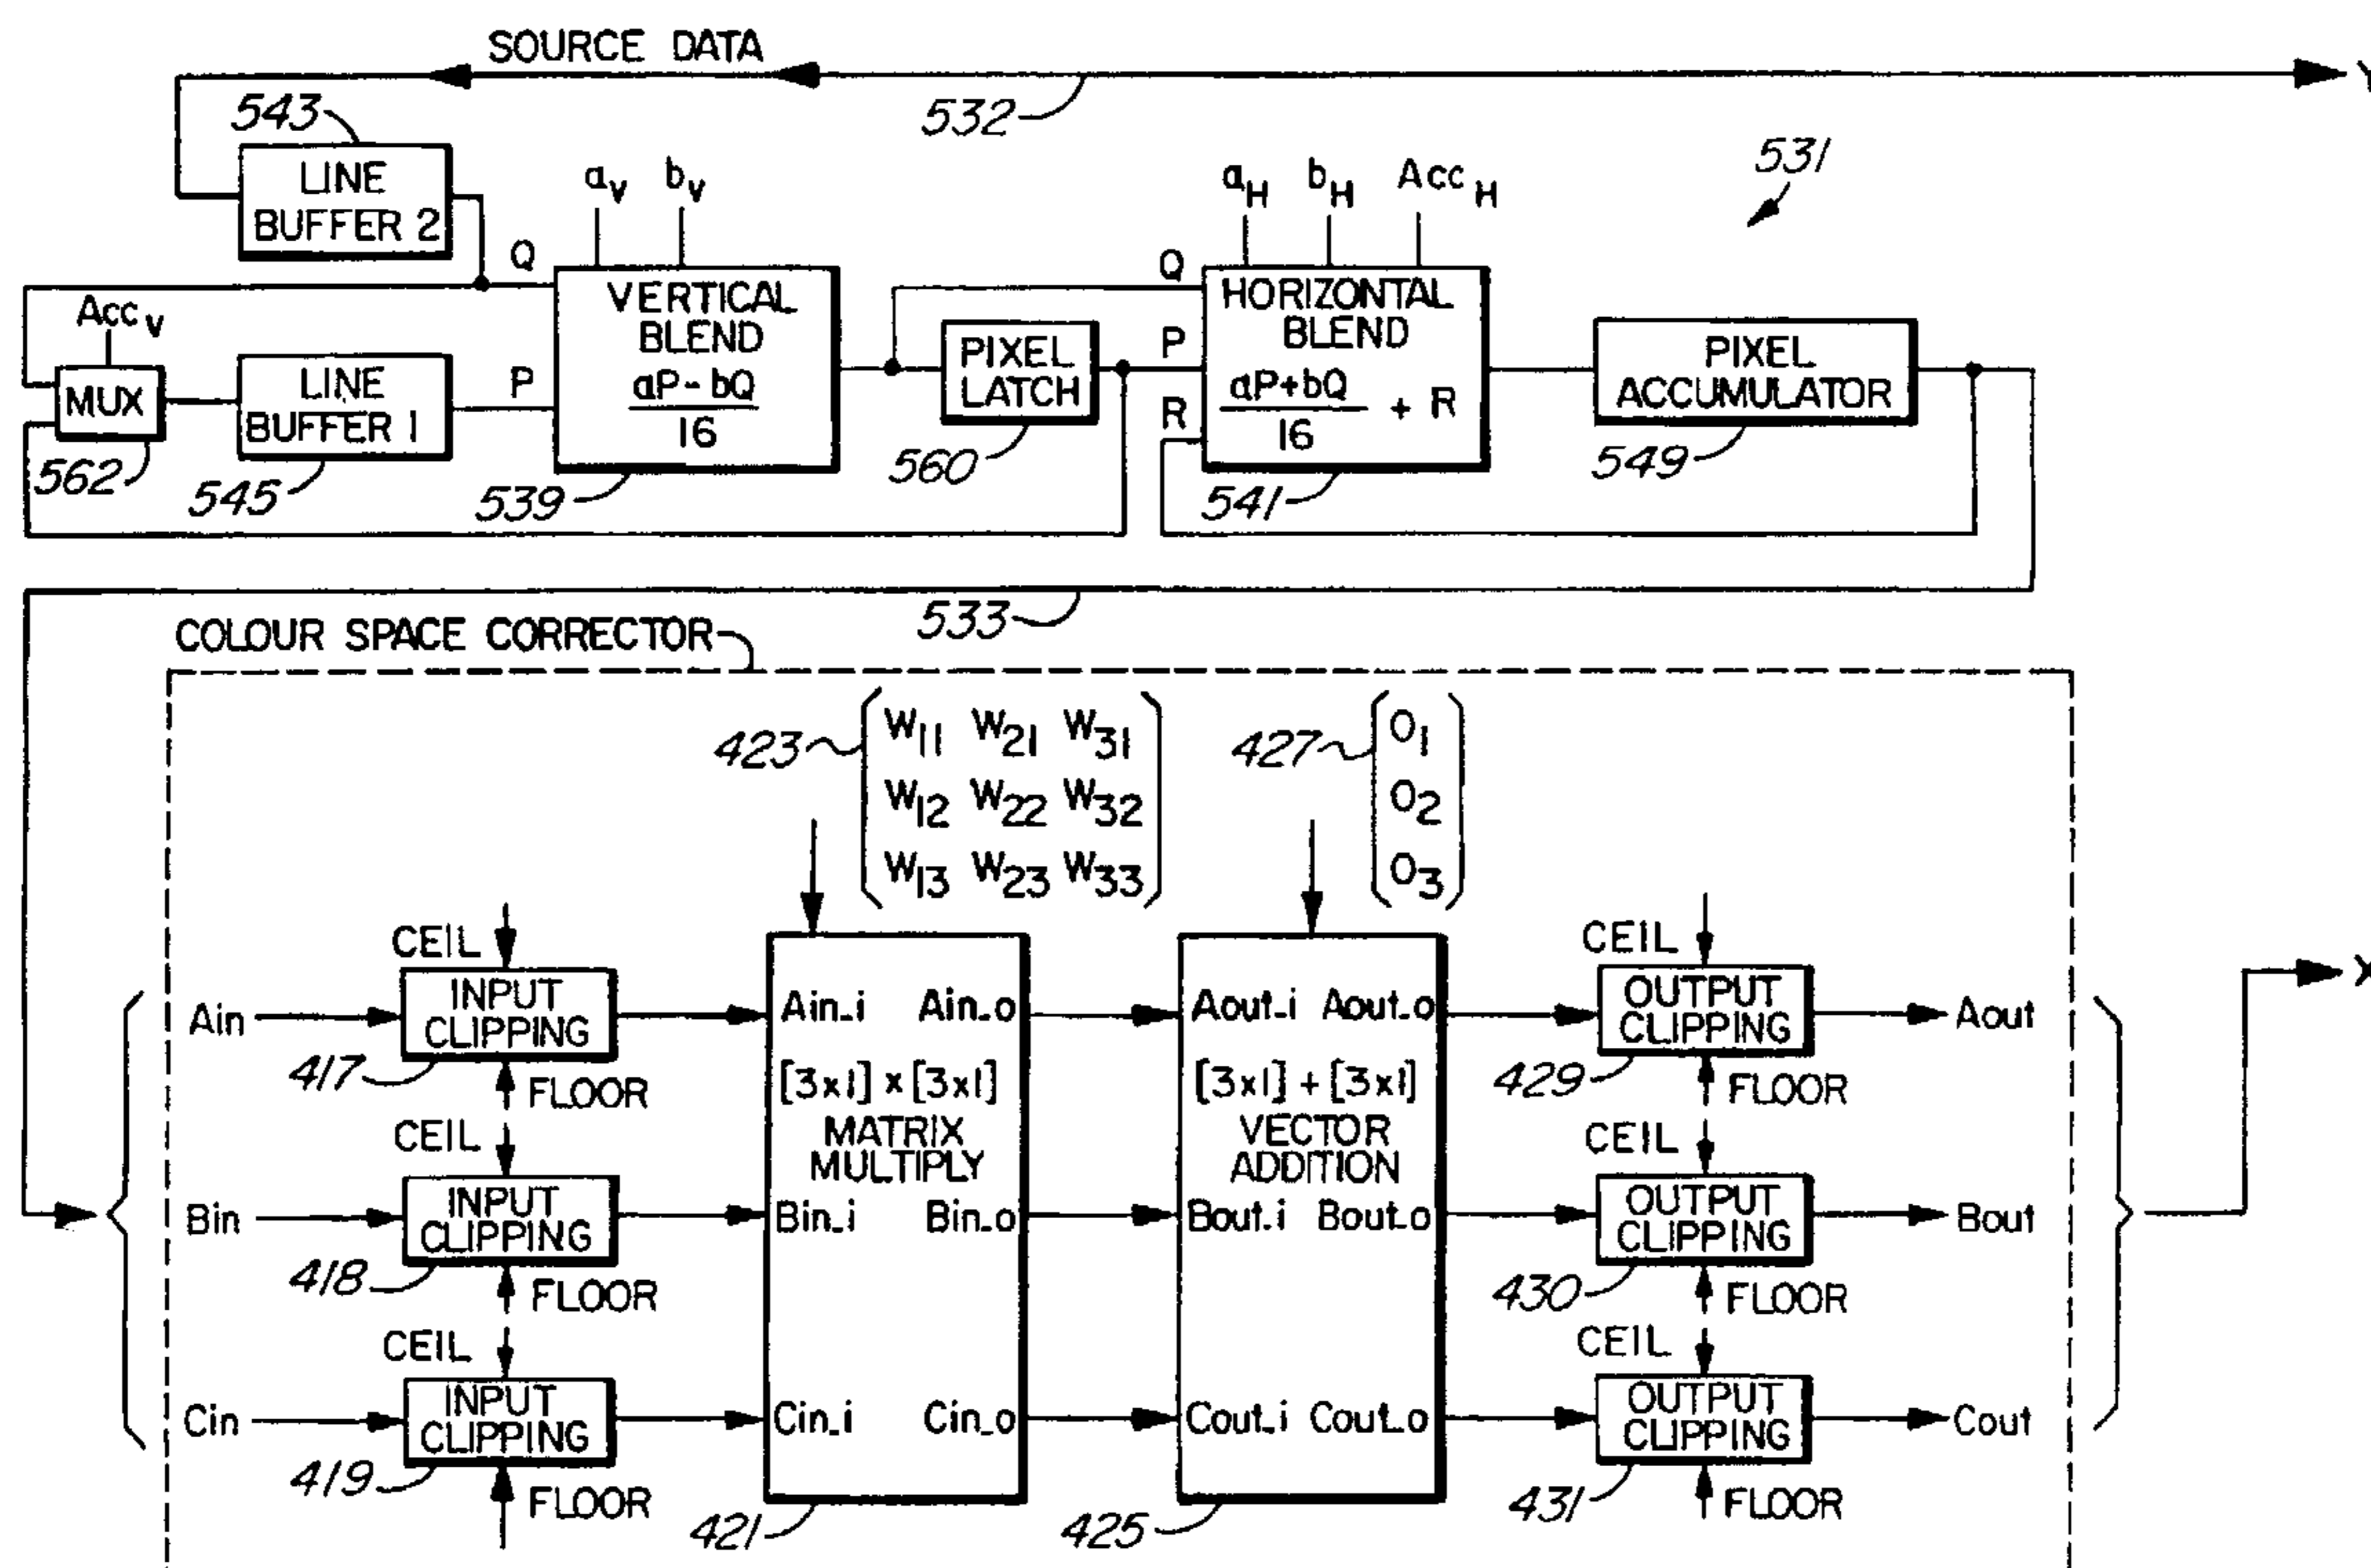 SOURCE DATA
532
Y
543
531
LINE
BUFFER 2
Q
aV bV
Q
aH bH AccH
AccV
MUX
562
LINE
BUFFER 1
545
P
VERTICAL
BLEND
aP - bQ
16
539
PIXEL
LATCH
560
P
R
HORIZONTAL
BLEND
aP+bQ
16
+ R
541
PIXEL
ACCUMULATOR
549
533
COLOUR SPACE CORRECTOR
423
W11 W21 W31
W12 W22 W32
W13 W23 W33
427
O1
O2
O3
CEIL
INPUT
CLIPPING
Ain
417
FLOOR
CEIL
INPUT
CLIPPING
Bin
418
FLOOR
CEIL
INPUT
CLIPPING
Cin
419
FLOOR
Ain_i Ain_o
[3x1] x [3x1]
MATRIX
MULTIPLY
Bin_i Bin_o
Cin_i Cin_o
421
Aout_i Aout_o
[3x1] + [3x1]
VECTOR
ADDITION
Bout_i Bout_o
Cout_i Cout_o
425
CEIL
OUTPUT
CLIPPING
Aout
429
FLOOR
CEIL
OUTPUT
CLIPPING
Bout
430
FLOOR
CEIL
OUTPUT
CLIPPING
Cout
431
FLOOR
X